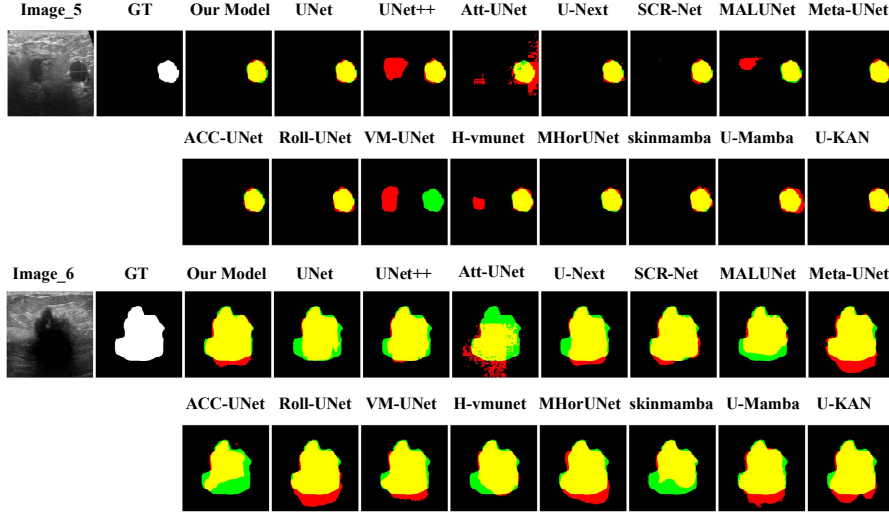 Image_5 GT Our Model UNet UNet++ Att-UNet U-Next SCR-Net MALUNet Meta-UNet
ACC-UNet Roll-UNet VM-UNet H-vmunet MHorUNet skinmamba U-Mamba U-KAN
Image_6 GT Our Model UNet UNet++ Att-UNet U-Next SCR-Net MALUNet Meta-UNet
ACC-UNet Roll-UNet VM-UNet H-vmunet MHorUNet skinmamba U-Mamba U-KAN